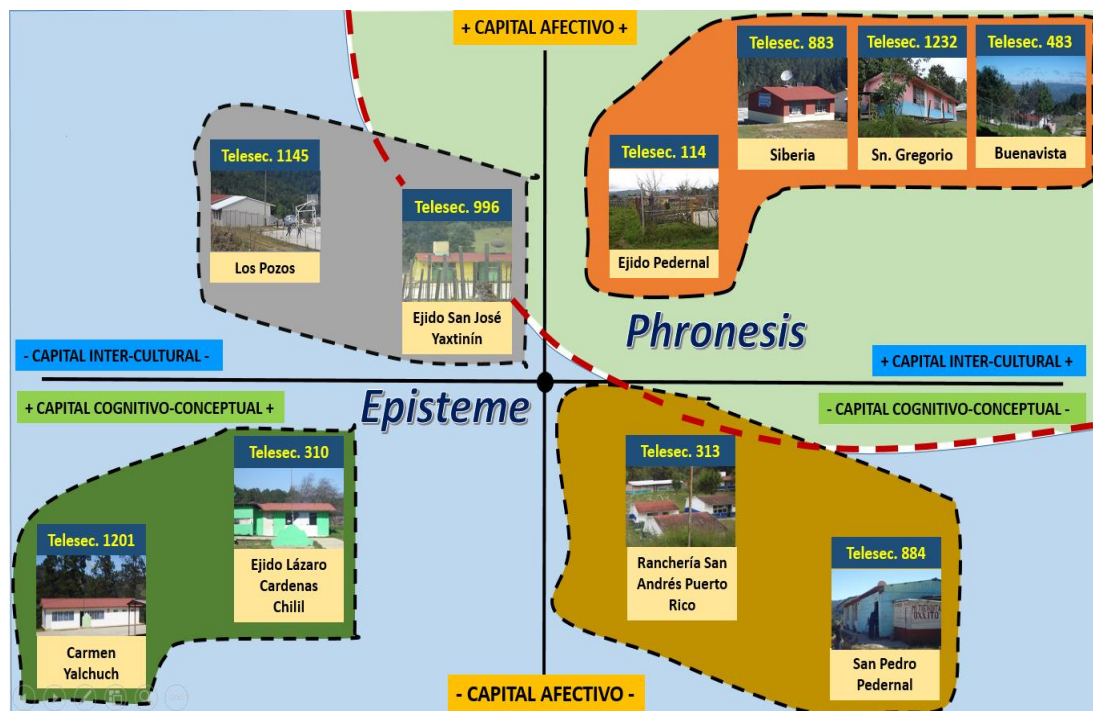 + CAPITAL AFECTIVO +
Telesec. 883
Telesec. 1232
Telesec. 483
Siberia
Sn. Gregorio
Buenavista
Telesec. 1145
Los Pozos
Telesec. 114
Ejido Pedernal
Telesec. 996
Ejido San José
Yaxtinín
Phronesis
- CAPITAL INTER-CULTURAL -
+ CAPITAL INTER-CULTURAL +
+ CAPITAL COGNITIVO-CONCEPTUAL +
Episteme
- CAPITAL COGNITIVO-CONCEPTUAL -
Telesec. 310
Ejido Lázaro
Cardenas
Chilil
Telesec. 313
Ranchería San
Andrés Puerto
Rico
Telesec. 1201
Carmen
Yalchuch
Telesec. 884
San Pedro
Pedernal
- CAPITAL AFECTIVO -